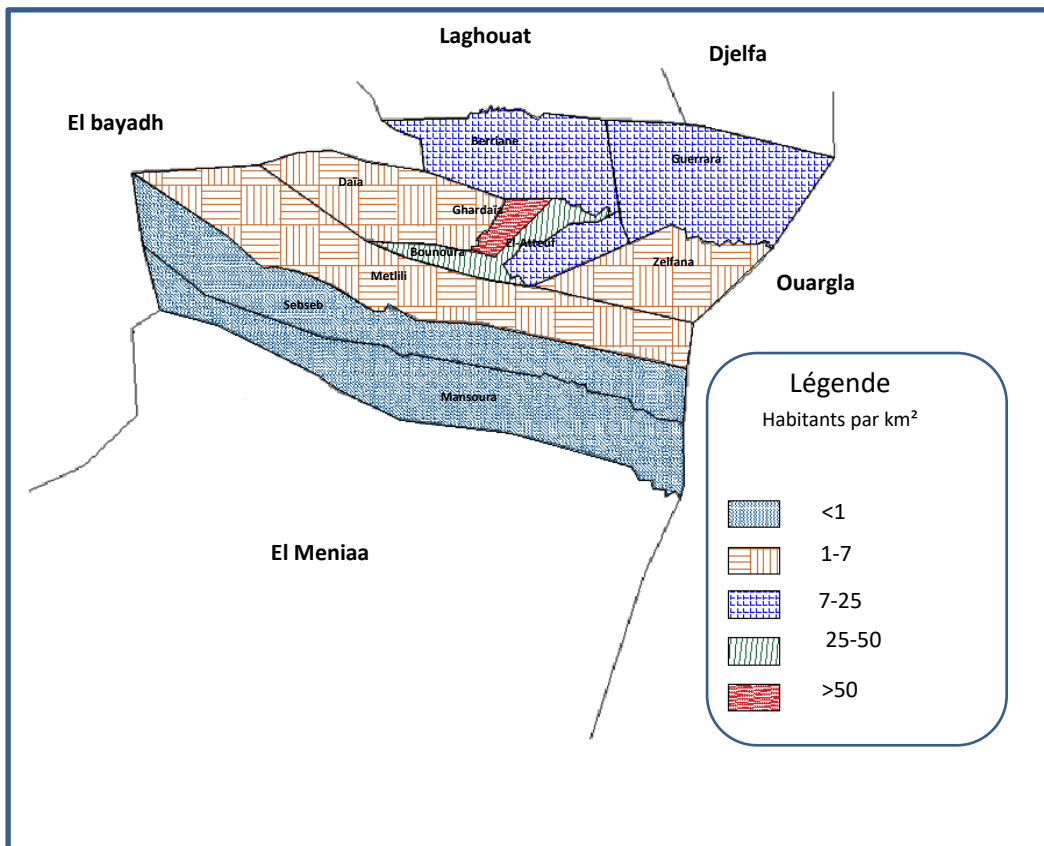 Laghouat
Djelfa
El bayadh
Berriane
Guerrara
Daïa
Ghardaïa
El-Atteuf
Bounoura
Zelfana
Metlili
Ouargla
Sebseb
Mansoura
El Meniaa
Légende
Habitants par km²
<1
1-7
7-25
25-50
>50